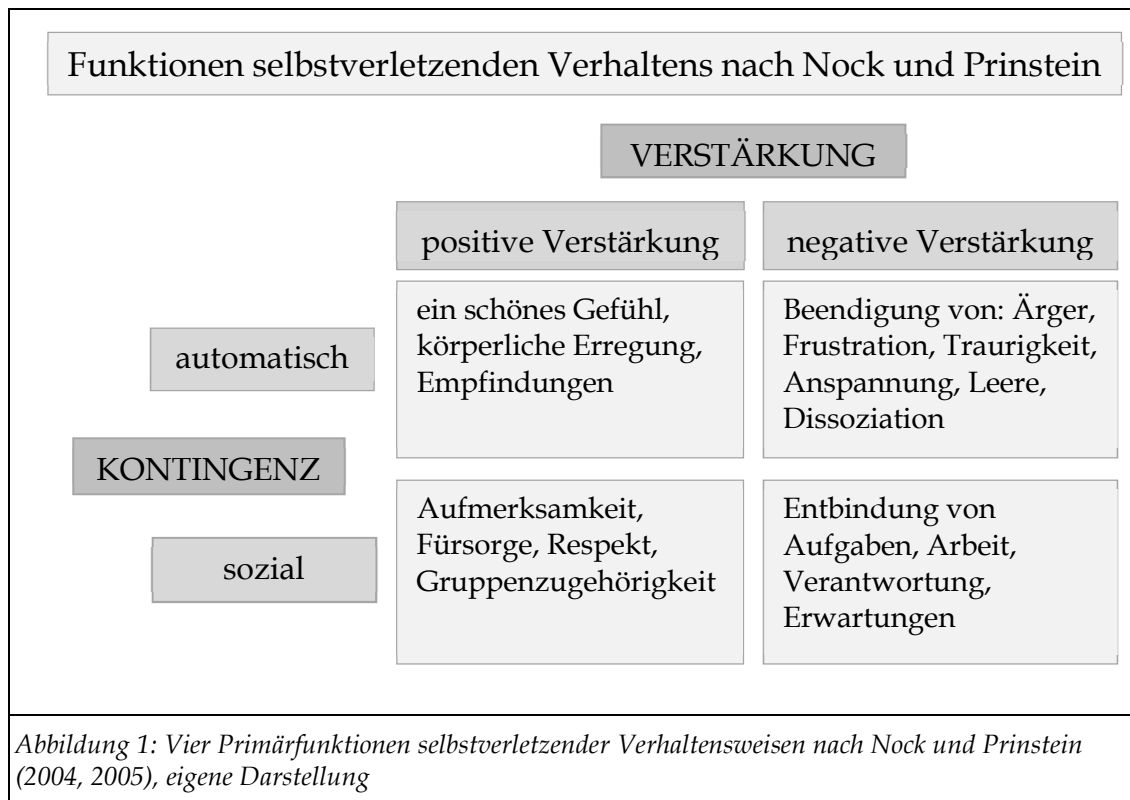 Funktionen selbstverletzenden Verhaltens nach Nock und Prinstein
VERSTÄRKUNG
positive Verstärkung
negative Verstärkung
automatisch
ein schönes Gefühl,
körperliche Erregung,
Empfindungen
Beendigung von: Ärger,
Frustration, Traurigkeit,
Anspannung, Leere,
Dissoziation
KONTINGENZ
sozial
Aufmerksamkeit,
Fürsorge, Respekt,
Gruppenzugehörigkeit
Entbindung von
Aufgaben, Arbeit,
Verantwortung,
Erwartungen
Abbildung 1: Vier Primärfunktionen selbstverletzender Verhaltensweisen nach Nock und Prinstein
(2004, 2005), eigene Darstellung